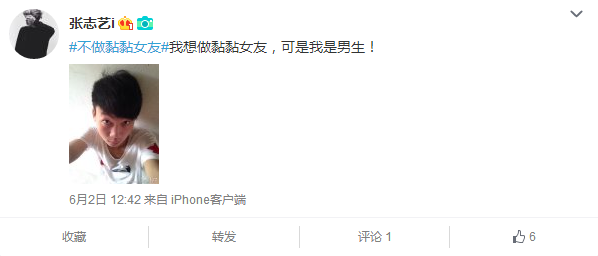 张志艺i
#不做黏黏女友#我想做黏黏女友，可是我是男生！
6月2日 12:42 来自 iPhone客户端
收藏
转发
评论 1
6